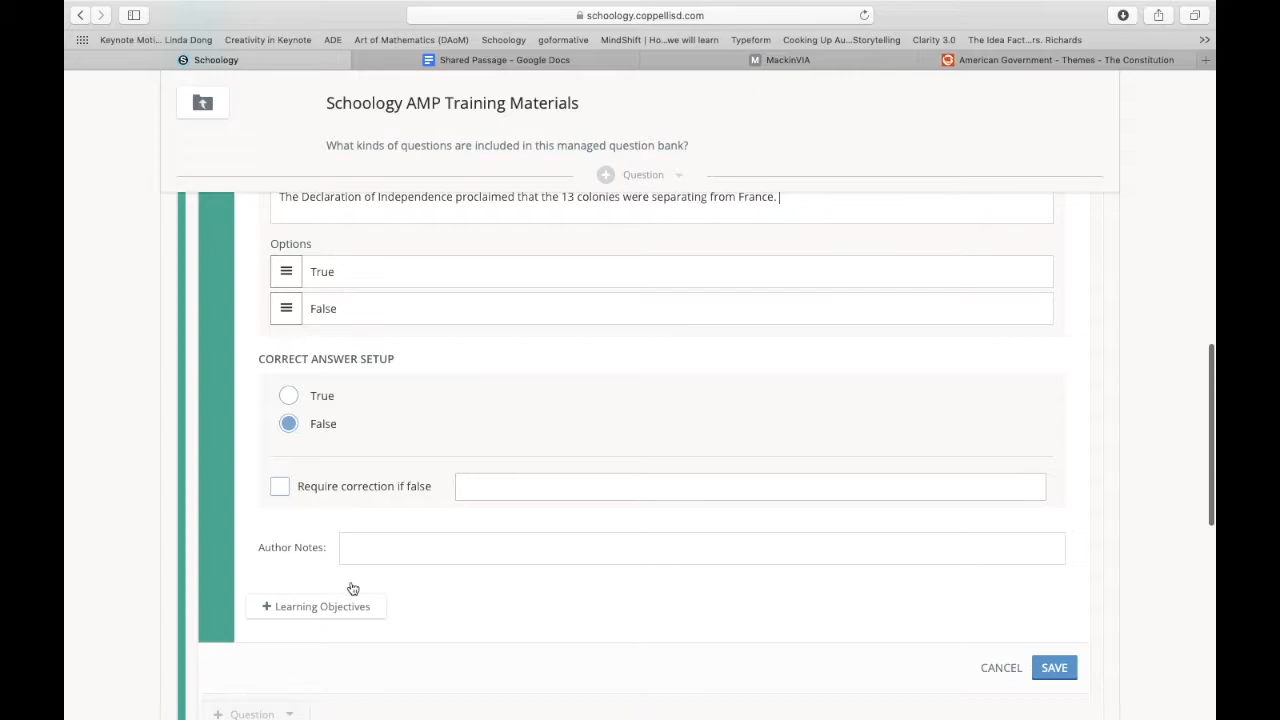 schoology.coppellisd.com
Keynote Moti... Linda Dong Creativity in Keynote ADE Art of Mathematics (DAoM) Schoology goformative MindShift | Ho...we will learn Typeform Cooking Up Au...Storytelling Clarity 3.0 The Idea Fact...rs. Richards
Schoology Shared Passage - Google Docs MackinVIA American Government - Themes - The Constitution
Schoology AMP Training Materials
What kinds of questions are included in this managed question bank?
Question
The Declaration of Independence proclaimed that the 13 colonies were separating from France.
Options
True
False
CORRECT ANSWER SETUP
True
False
Require correction if false
Author Notes:
+ Learning Objectives
CANCEL SAVE
+ Question